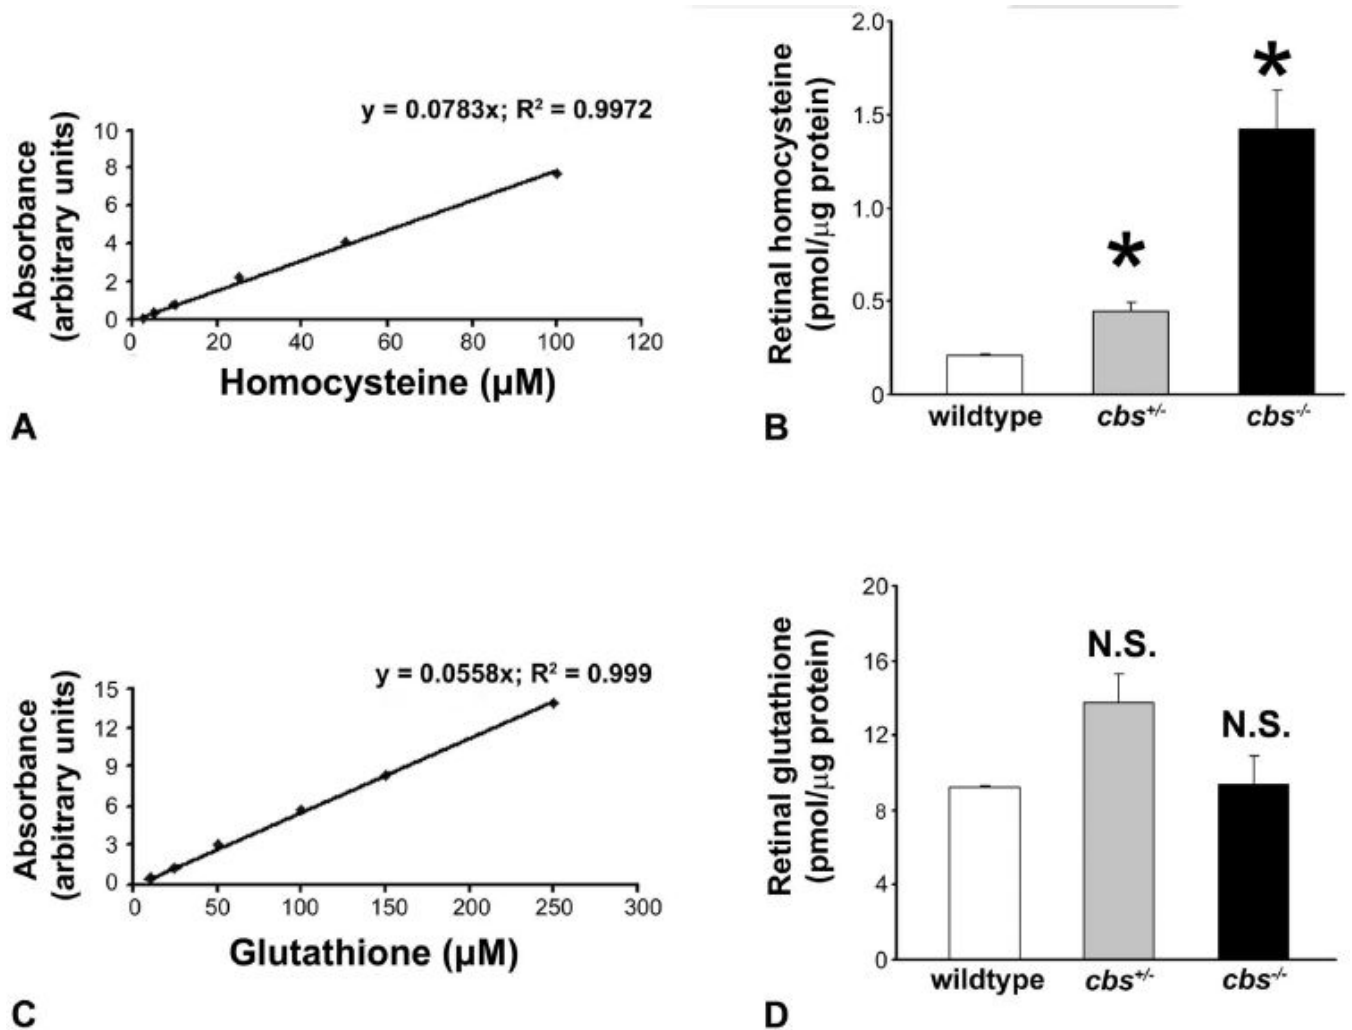 y = 0.0783x; R² = 0.9972
Absorbance
(arbitrary units)
10
8
6
4
2
0
0 20 40 60 80 100 120
Homocysteine (µM)
A
Retinal homocysteine
(pmol/µg protein)
2.0
1.5
1.0
0.5
0
*
*
wildtype cbs+/- cbs-/-
B
y = 0.0558x; R² = 0.999
Absorbance
(arbitrary units)
15
12
9
6
3
0
0 50 100 150 200 250 300
Glutathione (µM)
C
Retinal glutathione
(pmol/µg protein)
20
16
12
8
4
0
N.S.
N.S.
wildtype cbs+/- cbs-/-
D